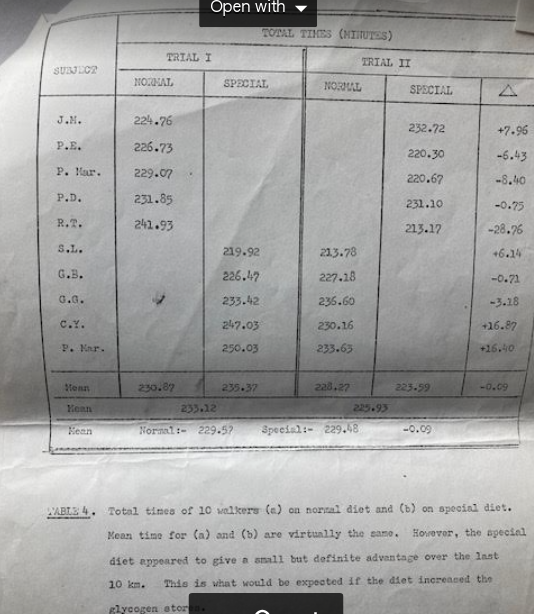 Open with
TOTAL TIMES (MINUTES)
SUBJECT TRIAL I TRIAL II
NORMAL SPECIAL NORMAL SPECIAL △
J.M. 224.76 232.72 +7.96
P.E. 226.73 220.30 -6.43
P. Mar. 229.07 220.67 -8.40
P.D. 231.85 231.10 -0.75
R.T. 241.93 213.17 -28.76
S.L. 219.92 213.78 +6.14
G.B. 226.47 227.18 -0.71
G.G. 233.42 236.60 -3.18
C.Y. 247.03 230.16 +16.87
P. Mar. 250.03 233.63 +16.40
Mean 230.87 235.37 228.27 223.59 -0.09
Mean 233.12 225.93
Mean Normal:- 229.57 Special:- 229.48 -0.09
TABLE 4. Total times of 10 walkers (a) on normal diet and (b) on special diet.
Mean time for (a) and (b) are virtually the same. However, the special
diet appeared to give a small but definite advantage over the last
10 km. This is what would be expected if the diet increased the
glycogen